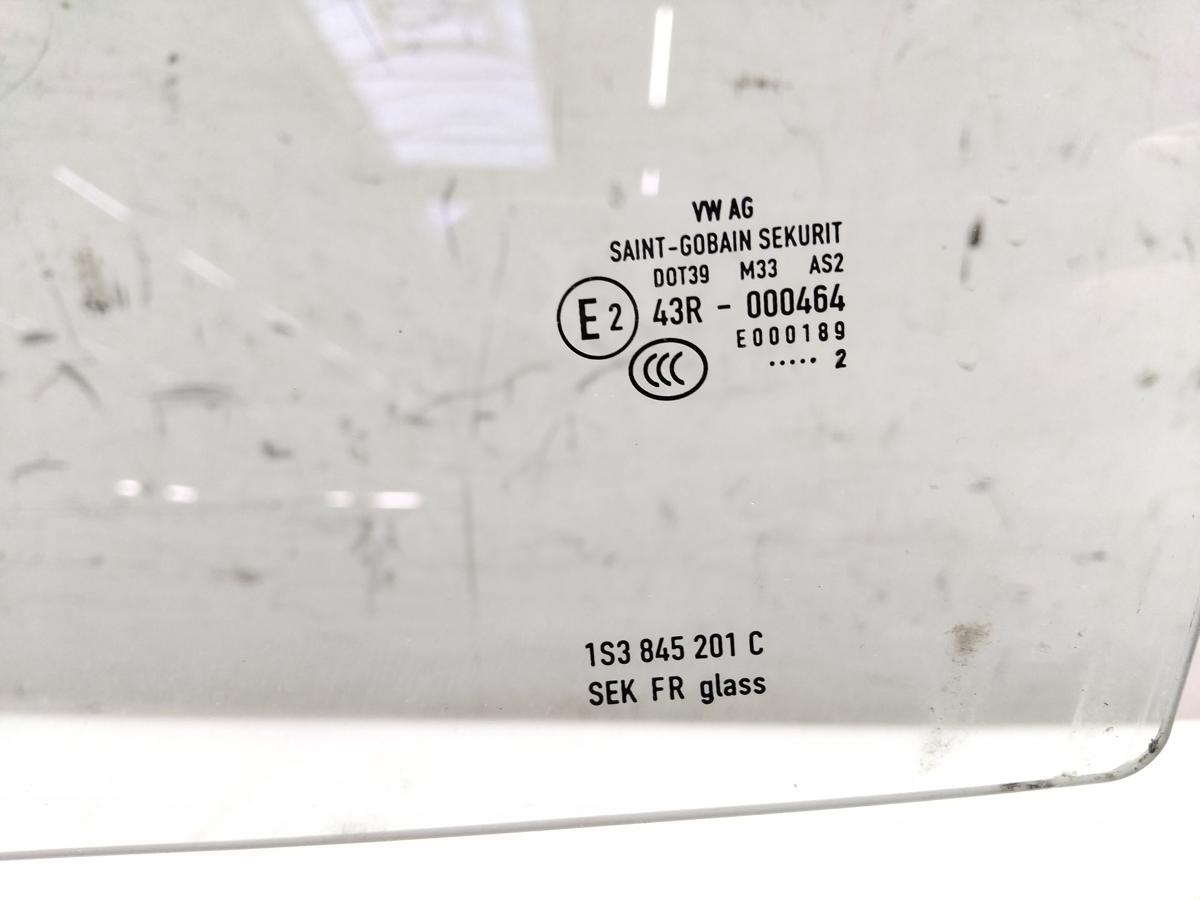 VW AG
SAINT-GOBAIN SEKURIT
DOT39 M33 AS2
E2 43R - 000464
E000189
CCC ..... 2
1S3 845 201 C
SEK FR glass